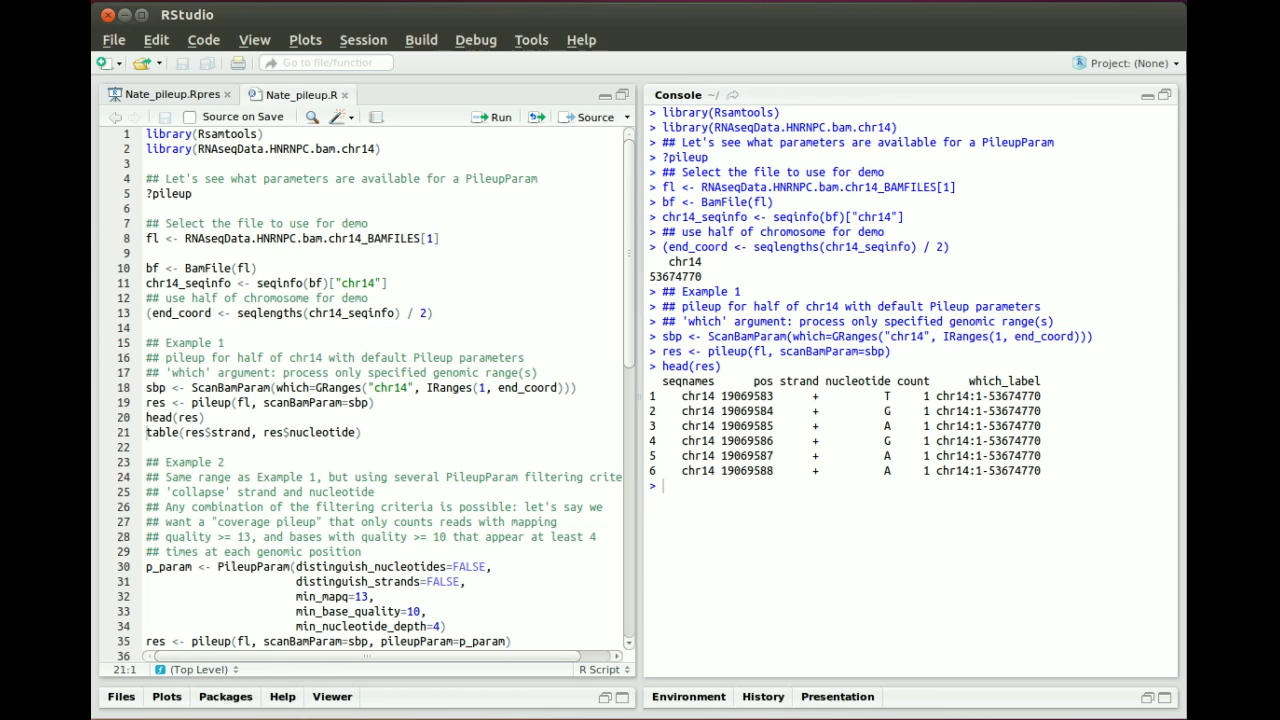 RStudio
File Edit Code View Plots Session Build Debug Tools Help
Go to file/function
Project: (None)
Nate_pileup.Rpres
Nate_pileup.R
Source on Save
Run
Source
1 library(Rsamtools)
2 library(RNAseqData.HNRNPC.bam.chr14)
3
4 ## Let's see what parameters are available for a PileupParam
5 ?pileup
6
7 ## Select the file to use for demo
8 fl <- RNAseqData.HNRNPC.bam.chr14_BAMFILES[1]
9
10 bf <- BamFile(fl)
11 chr14_seqinfo <- seqinfo(bf)["chr14"]
12 ## use half of chromosome for demo
13 (end_coord <- seqlengths(chr14_seqinfo) / 2)
14
15 ## Example 1
16 ## pileup for half of chr14 with default Pileup parameters
17 ## 'which' argument: process only specified genomic range(s)
18 sbp <- ScanBamParam(which=GRanges("chr14", IRanges(1, end_coord)))
19 res <- pileup(fl, scanBamParam=sbp)
20 head(res)
21 table(res$strand, res$nucleotide)
22
23 ## Example 2
24 ## Same range as Example 1, but using several PileupParam filtering crite
25 ## 'collapse' strand and nucleotide
26 ## Any combination of the filtering criteria is possible: let's say we
27 ## want a "coverage pileup" that only counts reads with mapping
28 ## quality >= 13, and bases with quality >= 10 that appear at least 4
29 ## times at each genomic position
30 p_param <- PileupParam(distinguish_nucleotides=FALSE,
31 distinguish_strands=FALSE,
32 min_mapq=13,
33 min_base_quality=10,
34 min_nucleotide_depth=4)
35 res <- pileup(fl, scanBamParam=sbp, pileupParam=p_param)
36
21:1 (Top Level) R Script
Files Plots Packages Help Viewer
Console ~/
> library(Rsamtools)
> library(RNAseqData.HNRNPC.bam.chr14)
> ## Let's see what parameters are available for a PileupParam
> ?pileup
> ## Select the file to use for demo
> fl <- RNAseqData.HNRNPC.bam.chr14_BAMFILES[1]
> bf <- BamFile(fl)
> chr14_seqinfo <- seqinfo(bf)["chr14"]
> ## use half of chromosome for demo
> (end_coord <- seqlengths(chr14_seqinfo) / 2)
chr14
53674770
> ## Example 1
> ## pileup for half of chr14 with default Pileup parameters
> ## 'which' argument: process only specified genomic range(s)
> sbp <- ScanBamParam(which=GRanges("chr14", IRanges(1, end_coord)))
> res <- pileup(fl, scanBamParam=sbp)
> head(res)
seqnames pos strand nucleotide count which_label
1 chr14 19069583 + T 1 chr14:1-53674770
2 chr14 19069584 + G 1 chr14:1-53674770
3 chr14 19069585 + A 1 chr14:1-53674770
4 chr14 19069586 + G 1 chr14:1-53674770
5 chr14 19069587 + A 1 chr14:1-53674770
6 chr14 19069588 + A 1 chr14:1-53674770
>
Environment History Presentation